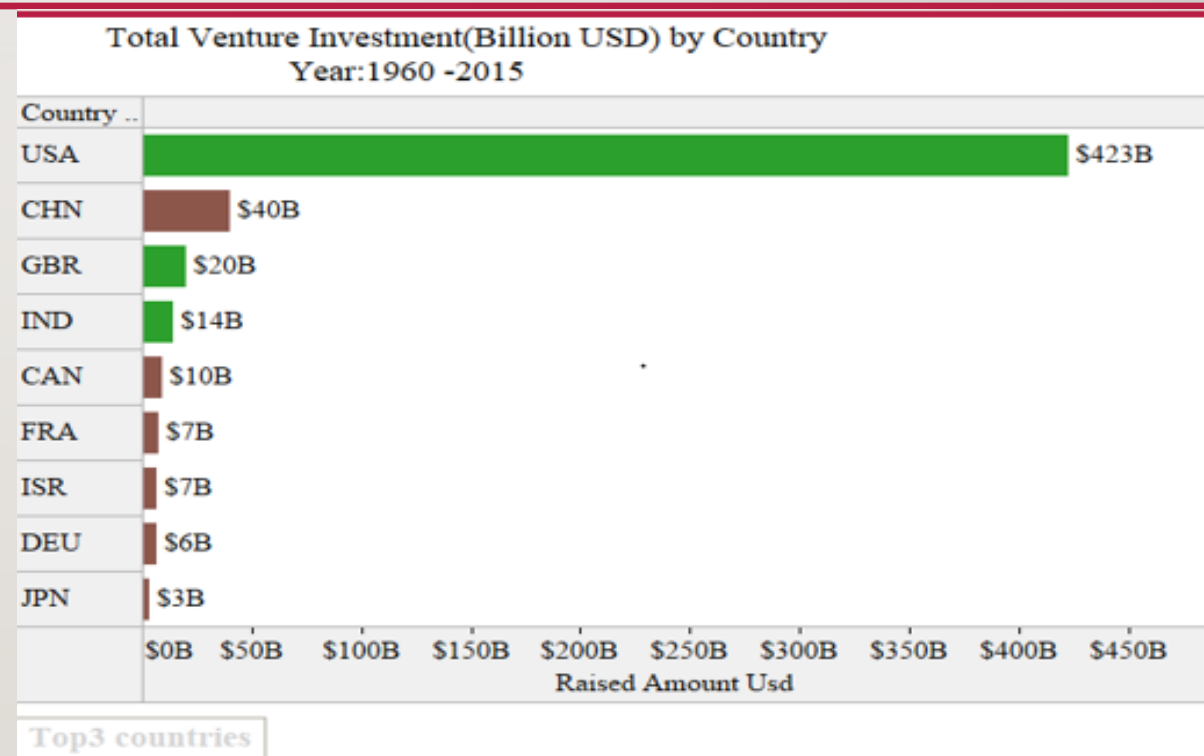 Total Venture Investment(Billion USD) by Country
Year:1960 -2015
Country ..
USA $423B
CHN $40B
GBR $20B
IND $14B
CAN $10B
FRA $7B
ISR $7B
DEU $6B
JPN $3B
$0B $50B $100B $150B $200B $250B $300B $350B $400B $450B
Raised Amount Usd
Top3 countries